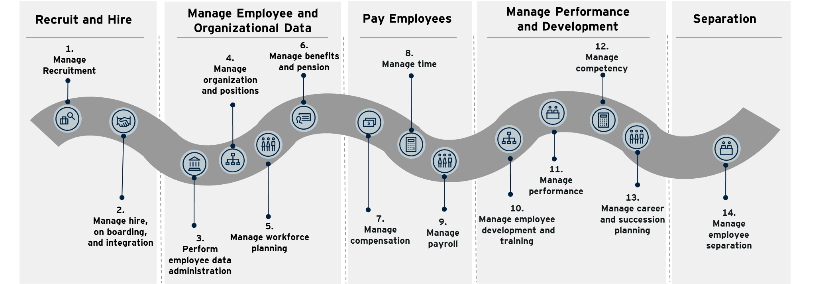 Recruit and Hire
Manage Employee and
Organizational Data
Pay Employees
Manage Performance
and Development
Separation
1.
Manage
Recruitment
2.
Manage hire,
on boarding,
and integration
3.
Perform
employee data
administration
4.
Manage
organization
and positions
5.
Manage workforce
planning
6.
Manage benefits
and pension
7.
Manage
compensation
8.
Manage time
9.
Manage
payroll
10.
Manage employee
development and
training
11.
Manage
performance
12.
Manage
competency
13.
Manage career
and succession
planning
14.
Manage
employee
separation